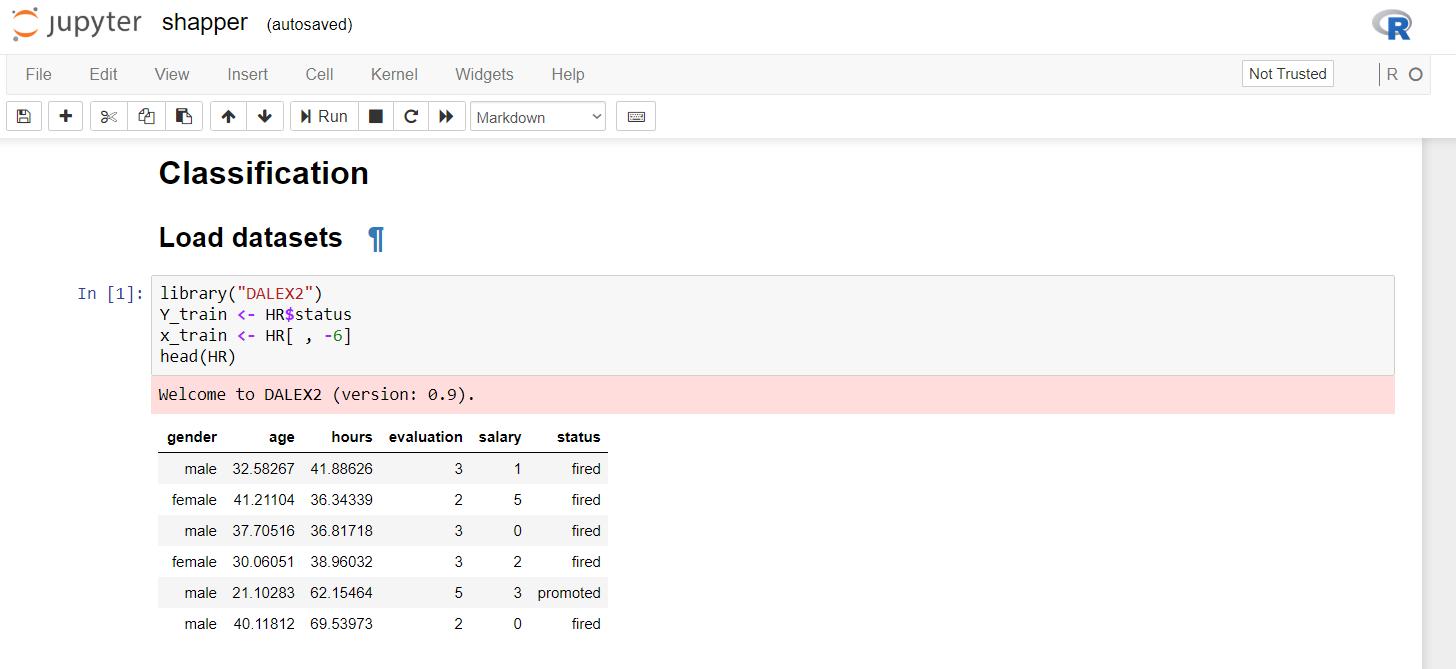 jupyter shapper (autosaved)
R
File Edit View Insert Cell Kernel Widgets Help
Not Trusted R
Run Markdown
Classification
Load datasets ¶
In [1]: library("DALEX2")
Y_train <- HR$status
x_train <- HR[ , -6]
head(HR)
Welcome to DALEX2 (version: 0.9).
gender age hours evaluation salary status
male 32.58267 41.88626 3 1 fired
female 41.21104 36.34339 2 5 fired
male 37.70516 36.81718 3 0 fired
female 30.06051 38.96032 3 2 fired
male 21.10283 62.15464 5 3 promoted
male 40.11812 69.53973 2 0 fired